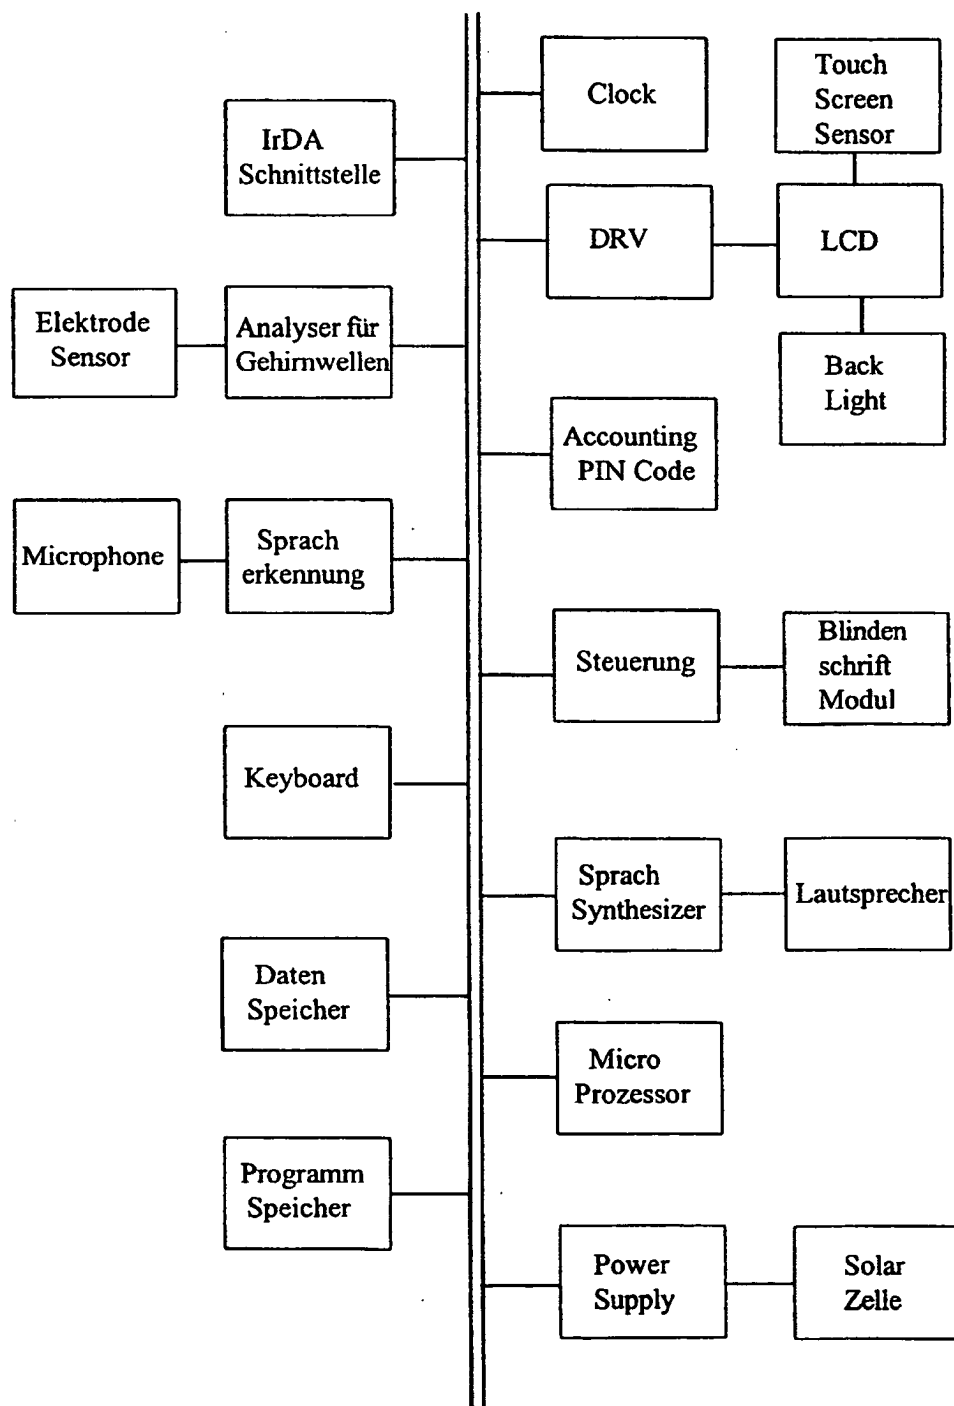 Clock
Touch
Screen
Sensor
IrDA
Schnittstelle
DRV
LCD
Elektrode
Sensor
Analyser für
Gehirnwellen
Back
Light
Accounting
PIN Code
Microphone
Sprach
erkennung
Steuerung
Blinden
schrift
Modul
Keyboard
Sprach
Synthesizer
Lautsprecher
Daten
Speicher
Micro
Prozessor
Programm
Speicher
Power
Supply
Solar
Zelle